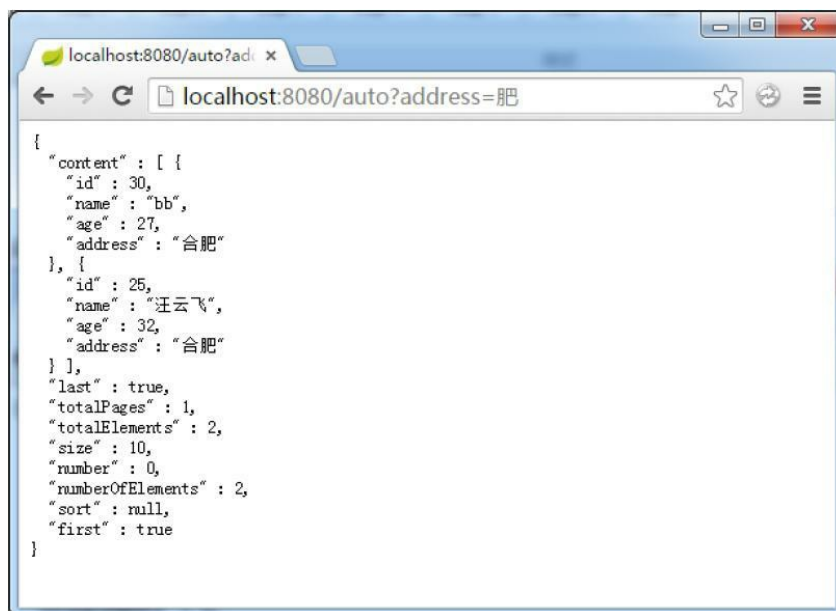 localhost:8080/auto?ad
localhost:8080/auto?address=肥
{
  "content" : [ {
    "id" : 30,
    "name" : "bb",
    "age" : 27,
    "address" : "合肥"
  }, {
    "id" : 25,
    "name" : "汪云飞",
    "age" : 32,
    "address" : "合肥"
  } ],
  "last" : true,
  "totalPages" : 1,
  "totalElements" : 2,
  "size" : 10,
  "number" : 0,
  "numberOfElements" : 2,
  "sort" : null,
  "first" : true
}